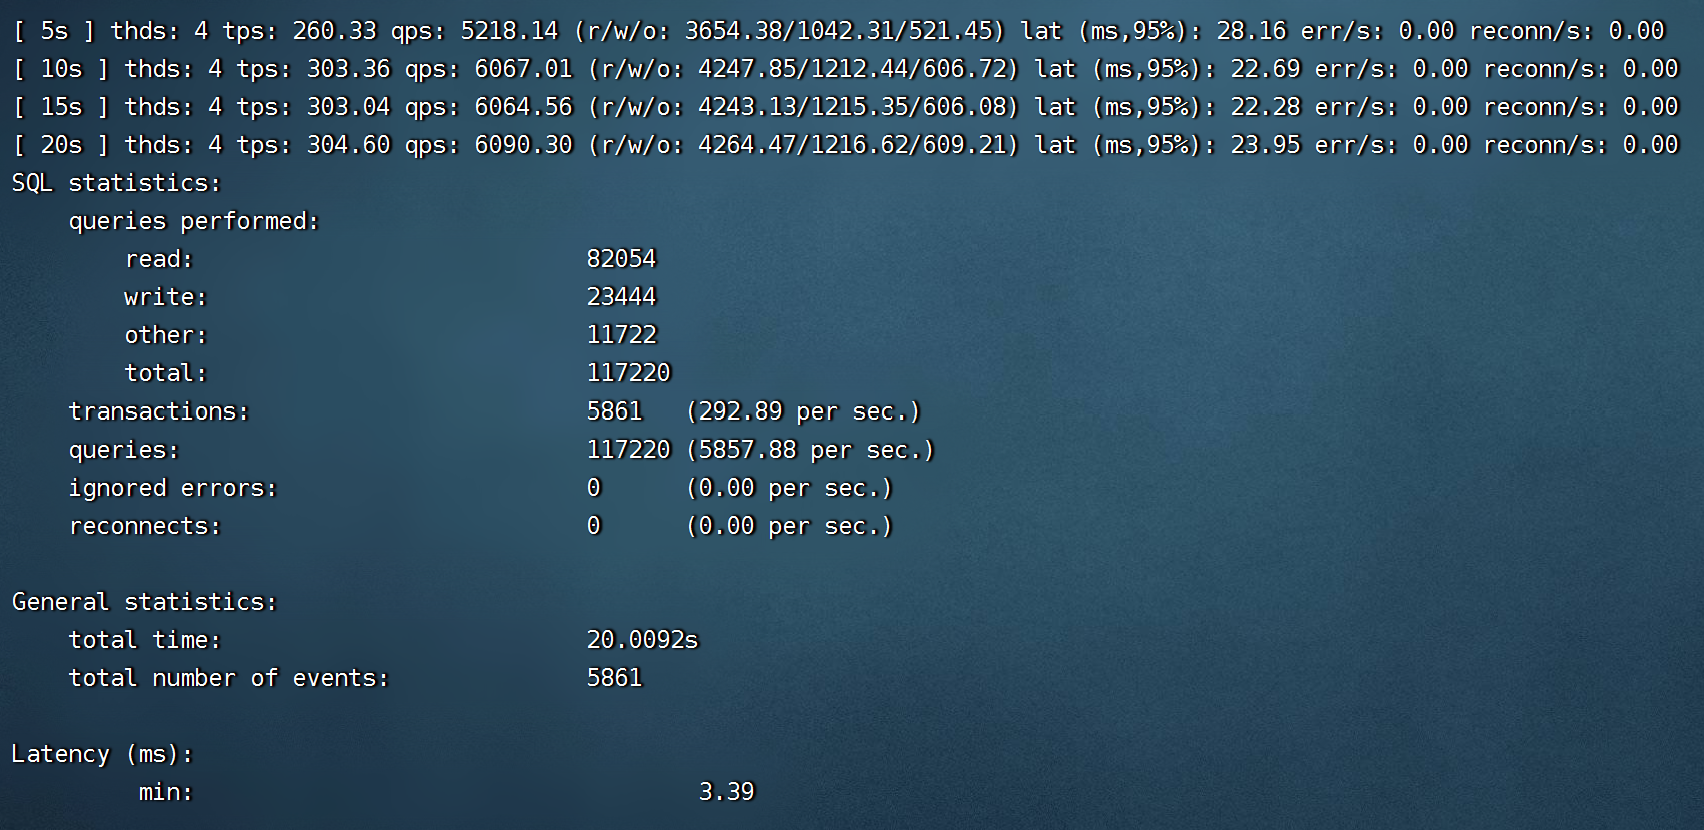 [ 5s ] thds: 4 tps: 260.33 qps: 5218.14 (r/w/o: 3654.38/1042.31/521.45) lat (ms,95%): 28.16 err/s: 0.00 reconn/s: 0.00
[ 10s ] thds: 4 tps: 303.36 qps: 6067.01 (r/w/o: 4247.85/1212.44/606.72) lat (ms,95%): 22.69 err/s: 0.00 reconn/s: 0.00
[ 15s ] thds: 4 tps: 303.04 qps: 6064.56 (r/w/o: 4243.13/1215.35/606.08) lat (ms,95%): 22.28 err/s: 0.00 reconn/s: 0.00
[ 20s ] thds: 4 tps: 304.60 qps: 6090.30 (r/w/o: 4264.47/1216.62/609.21) lat (ms,95%): 23.95 err/s: 0.00 reconn/s: 0.00
SQL statistics:
    queries performed:
        read:                            82054
        write:                           23444
        other:                           11722
        total:                           117220
    transactions:                        5861   (292.89 per sec.)
    queries:                             117220 (5857.88 per sec.)
    ignored errors:                      0      (0.00 per sec.)
    reconnects:                          0      (0.00 per sec.)

General statistics:
    total time:                          20.0092s
    total number of events:              5861

Latency (ms):
         min:                                    3.39